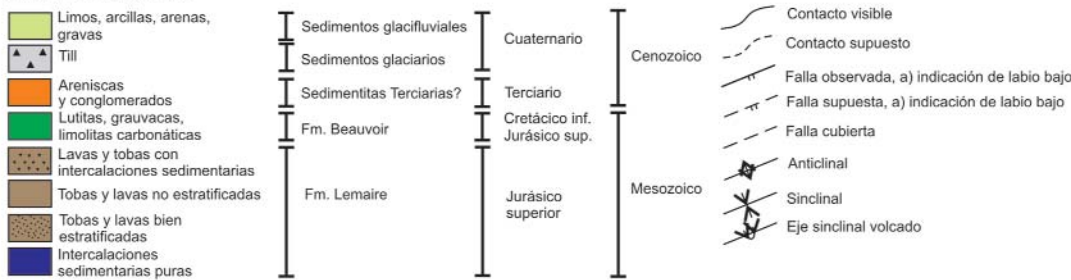 Limos, arcillas, arenas,
gravas
Till
Areniscas
y conglomerados
Lutitas, grauvacas,
limolitas carbonáticas
Lavas y tobas con
intercalaciones sedimentarias
Tobas y lavas no estratificadas
Tobas y lavas bien
estratificadas
Intercalaciones
sedimentarias puras
Sedimentos glacifluviales
Sedimentos glaciarios
Sedimentitas Terciarias?
Fm. Beauvoir
Fm. Lemaire
Cuaternario
Terciario
Cretácico inf.
Jurásico sup.
Jurásico
superior
Cenozoico
Mesozoico
Contacto visible
Contacto supuesto
Falla observada, a) indicación de labio bajo
Falla supuesta, a) indicación de labio bajo
Falla cubierta
Anticlinal
Sinclinal
Eje sinclinal volcado